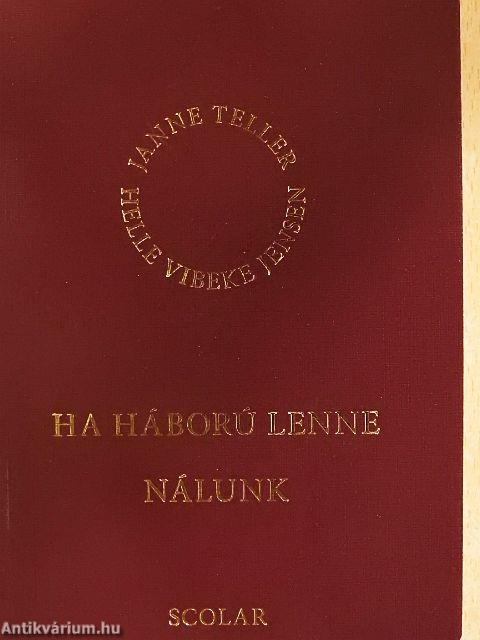 JANNE TELLER
HELLE VIBEKE JENSEN
HA HÁBORÚ LENNE
NÁLUNK
SCOLAR
Antikvárium.hu